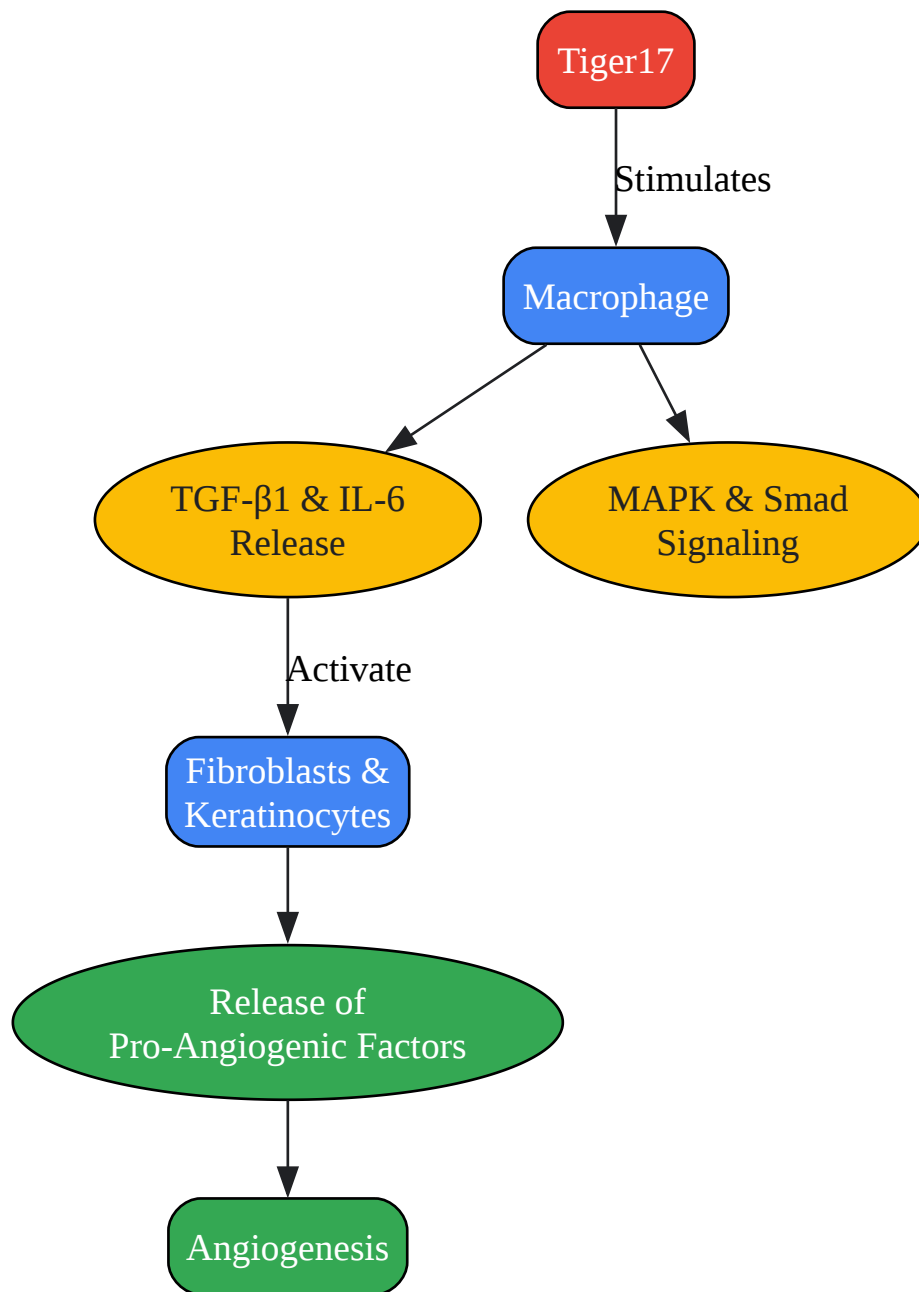 Tiger17
Stimulates
Macrophage
TGF-β1 & IL-6
Release
MAPK & Smad
Signaling
Activate
Fibroblasts &
Keratinocytes
Release of
Pro-Angiogenic Factors
Angiogenesis